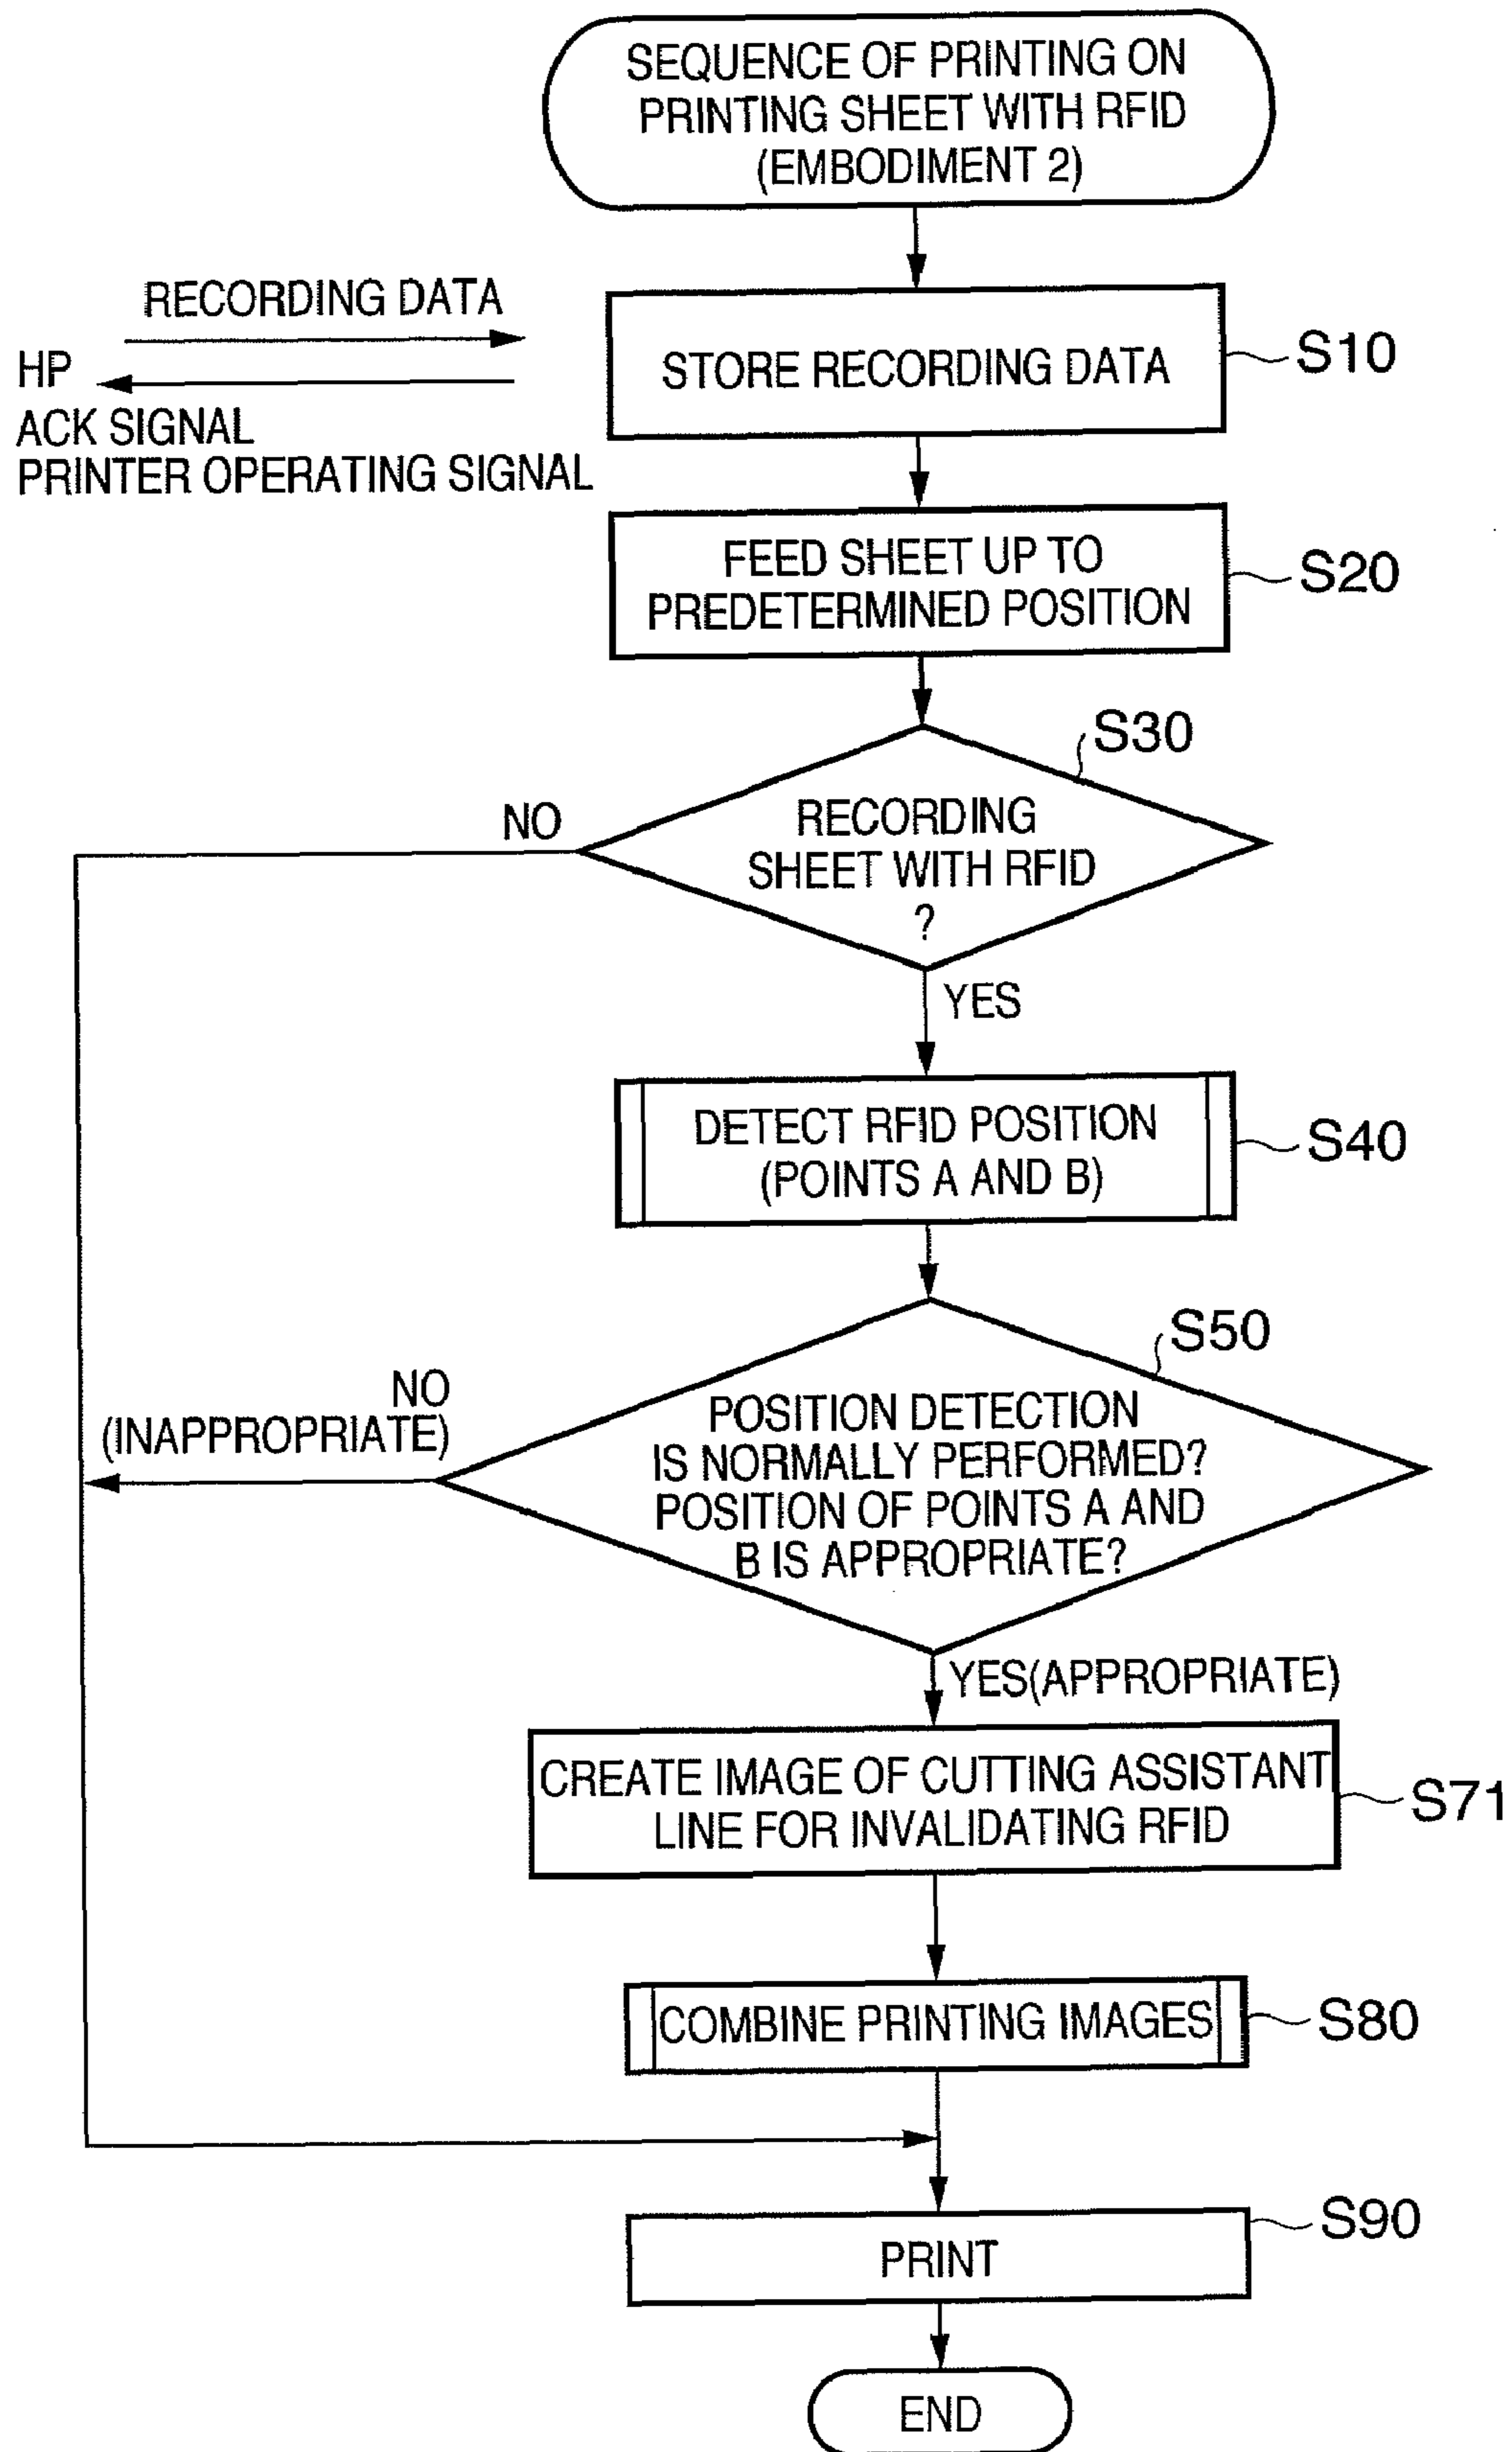 SEQUENCE OF PRINTING ON
PRINTING SHEET WITH RFID
(EMBODIMENT 2)
RECORDING DATA
HP
ACK SIGNAL
PRINTER OPERATING SIGNAL
STORE RECORDING DATA
S10
FEED SHEET UP TO
PREDETERMINED POSITION
S20
S30
RECORDING
SHEET WITH RFID
?
NO
YES
DETECT RFID POSITION
(POINTS A AND B)
S40
S50
POSITION DETECTION
IS NORMALLY PERFORMED?
POSITION OF POINTS A AND
B IS APPROPRIATE?
NO
(INAPPROPRIATE)
YES(APPROPRIATE)
CREATE IMAGE OF CUTTING ASSISTANT
LINE FOR INVALIDATING RFID
S71
COMBINE PRINTING IMAGES
S80
S90
PRINT
END